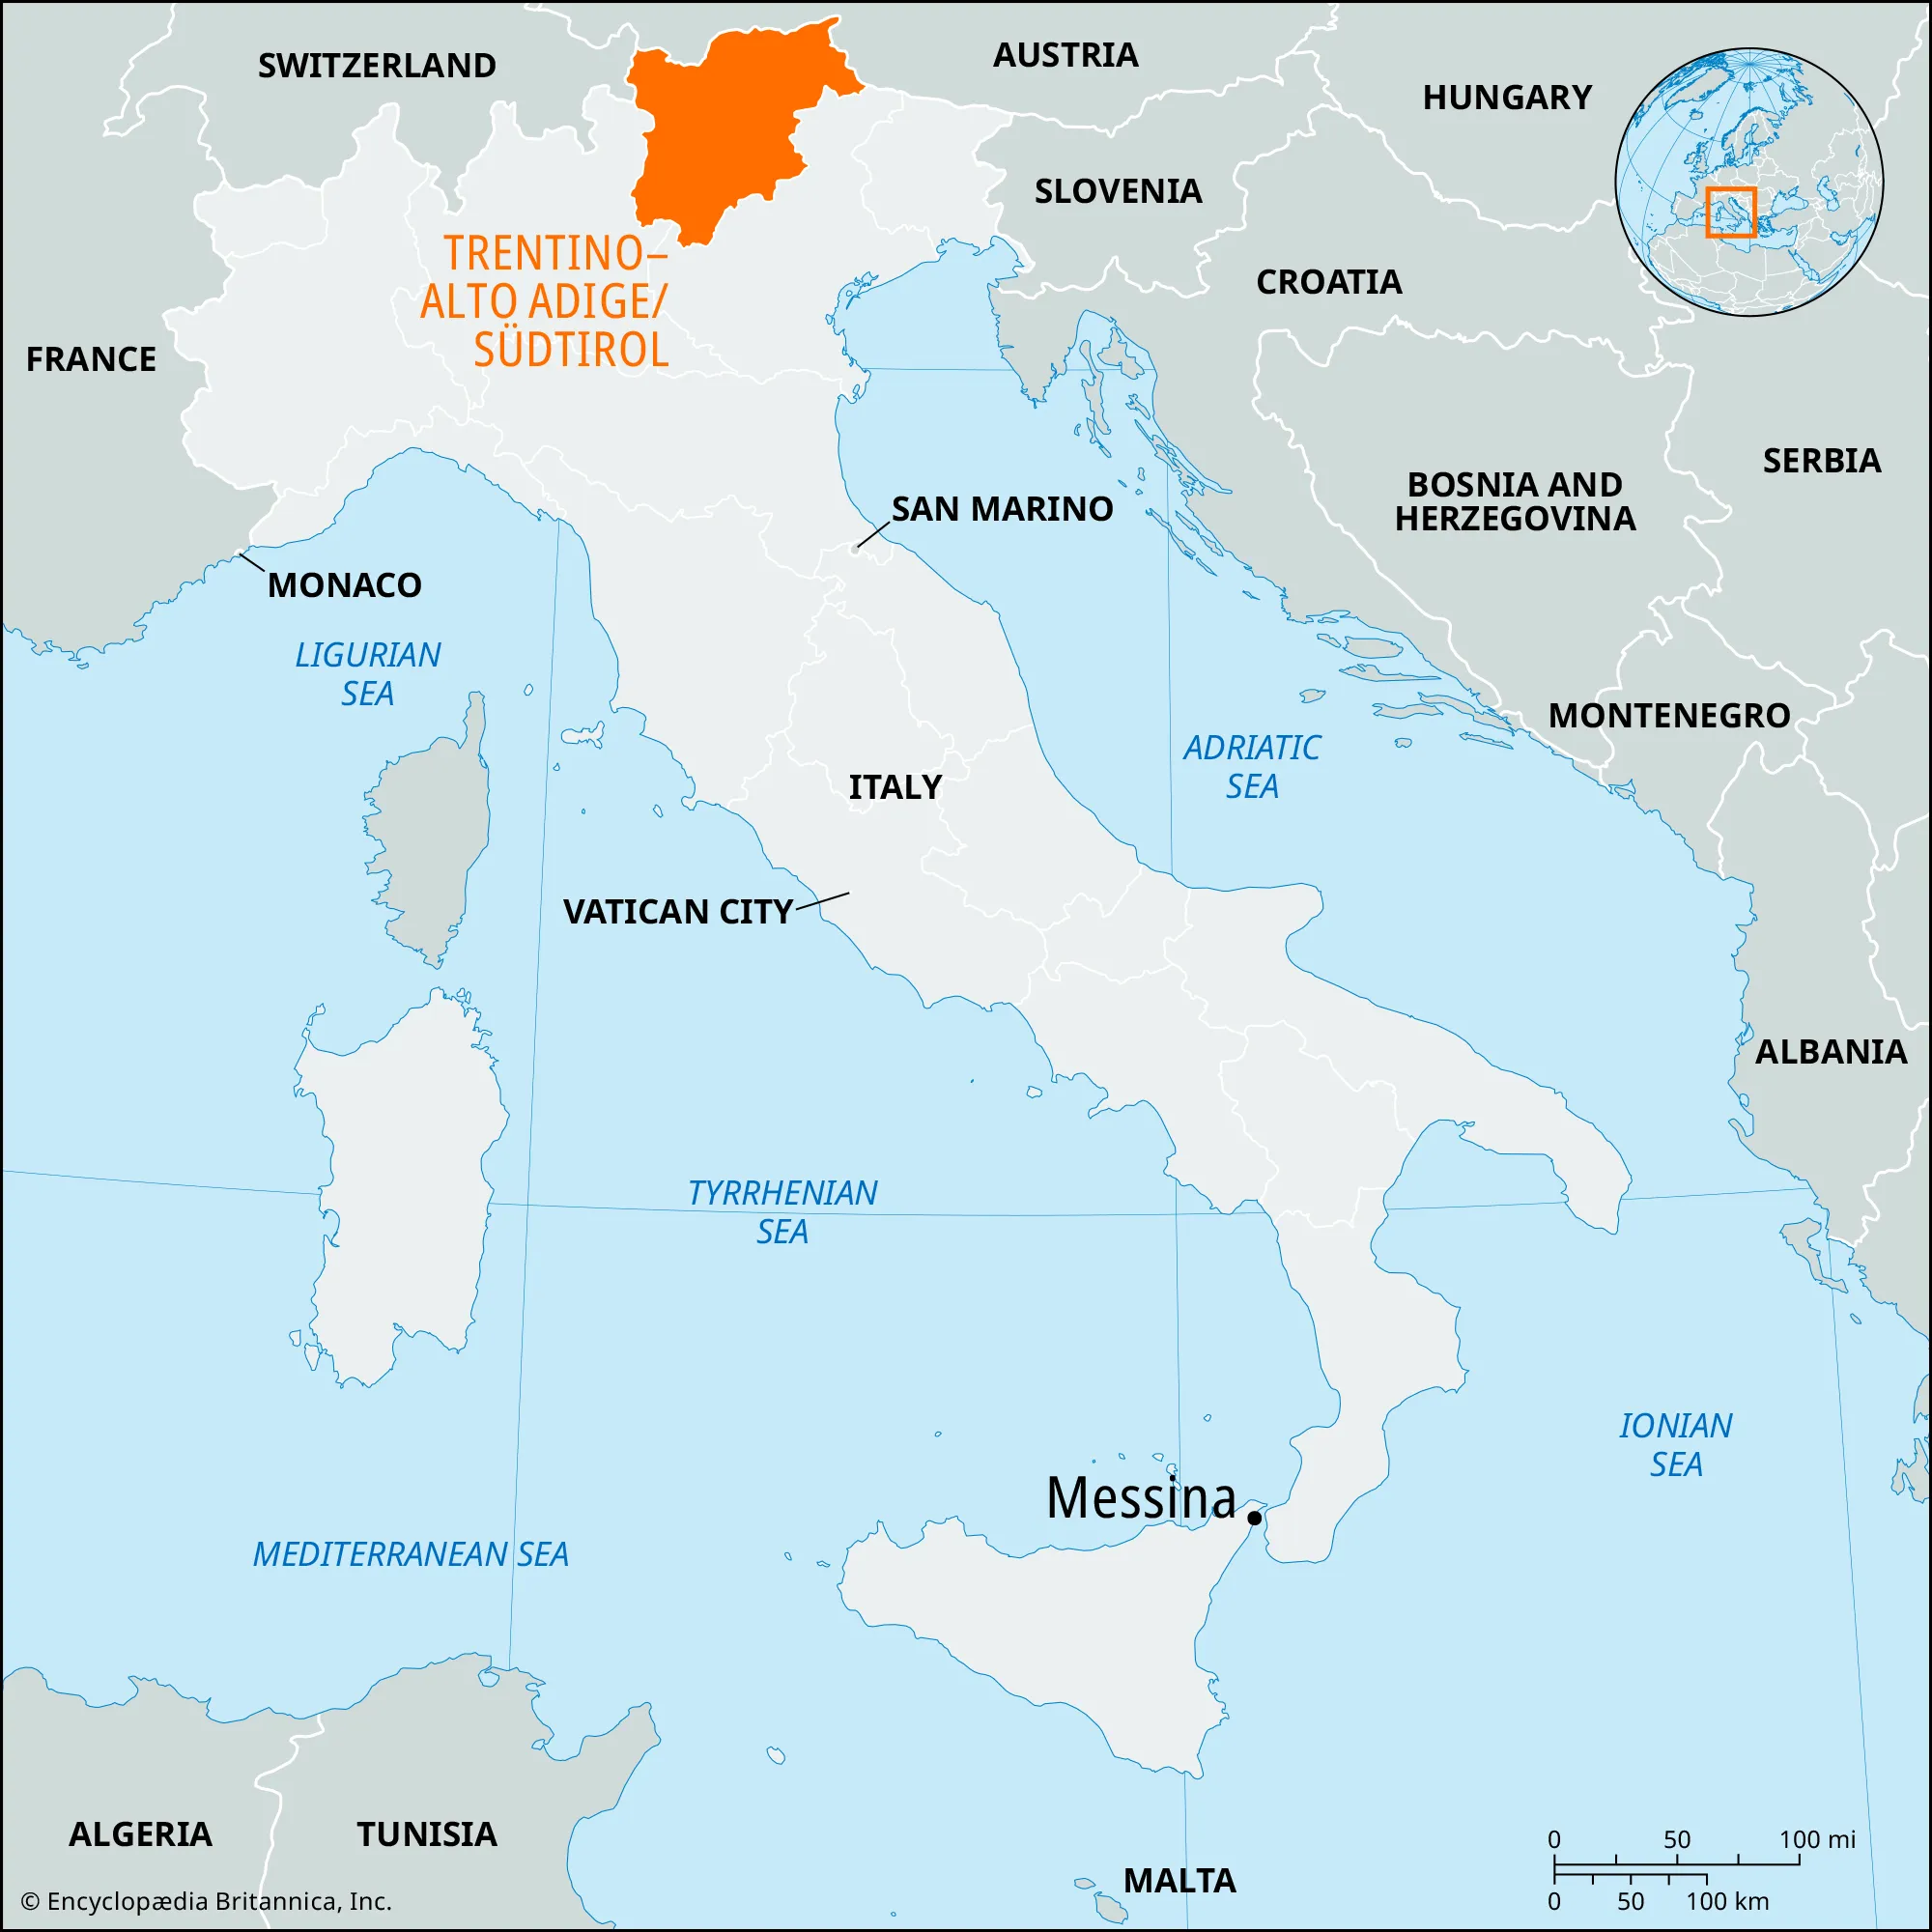 SWITZERLAND
AUSTRIA
HUNGARY
SLOVENIA
CROATIA
TRENTINO–
ALTO ADIGE/
SÜDTIROL
FRANCE
SERBIA
BOSNIA AND
HERZEGOVINA
SAN MARINO
MONACO
LIGURIAN
SEA
MONTENEGRO
ADRIATIC
SEA
ITALY
VATICAN CITY
ALBANIA
TYRRHENIAN
SEA
IONIAN
SEA
Messina
MEDITERRANEAN SEA
ALGERIA
TUNISIA
MALTA
0 50 100 mi
0 50 100 km
© Encyclopædia Britannica, Inc.